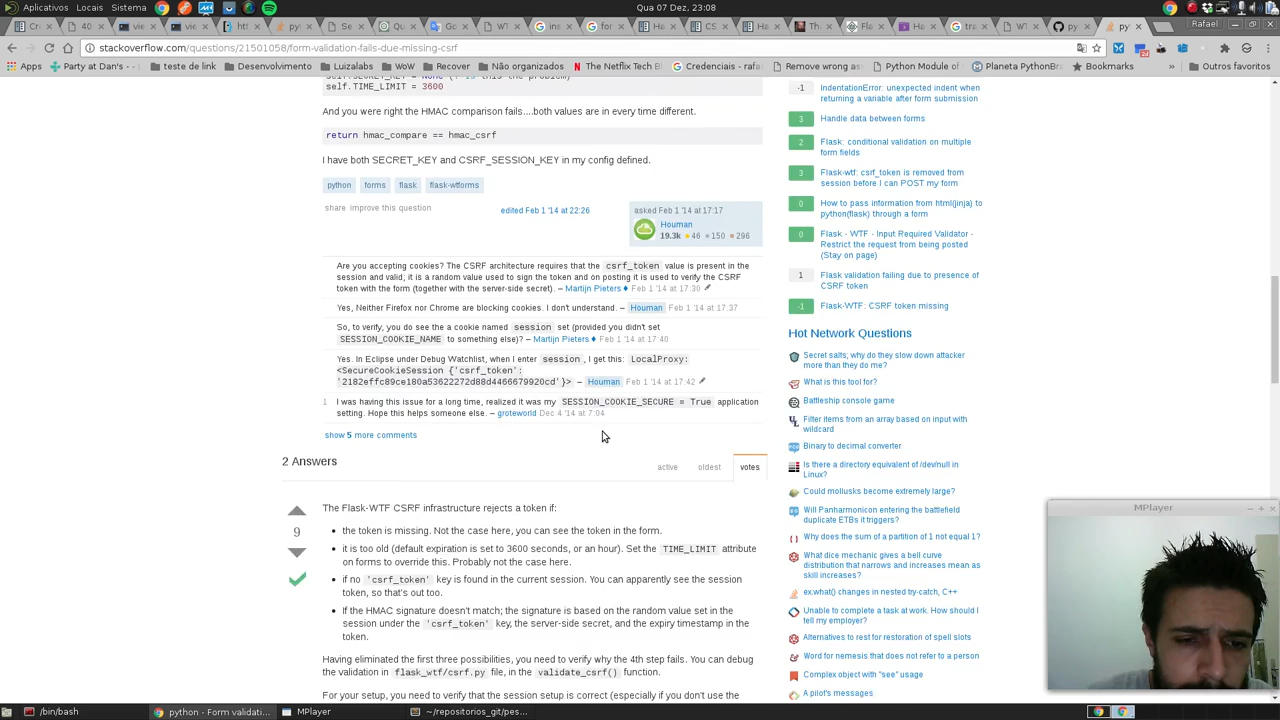 Aplicativos Locais Sistema
Qua 07 Dez, 23:08
Rafael
stackoverflow.com/questions/21501058/form-validation-fails-due-missing-csrf
Apps Party at Dan's - teste de link Desenvolvimento Luizalabs WoW Recover Não organizados The Netflix Tech B Credenciais - rafa Remove wrong ass Python Module of Planeta PythonBra Bookmarks » Outros favoritos
self.TIME_LIMIT = 3600
And you were right the HMAC comparison fails....both values are in every time different.
return hmac_compare == hmac_csrf
I have both SECRET_KEY and CSRF_SESSION_KEY in my config defined.
python forms flask flask-wtforms
share improve this question
edited Feb 1 '14 at 22:26
asked Feb 1 '14 at 17:17
Houman
19.3k 46 150 296
Are you accepting cookies? The CSRF architecture requires that the csrf_token value is present in the
session and valid; it is a random value used to sign the token and on posting it is used to verify the CSRF
token with the form (together with the server-side secret). – Martijn Pieters ♦ Feb 1 '14 at 17:30
Yes, Neither Firefox nor Chrome are blocking cookies. I don't understand. – Houman Feb 1 '14 at 17:37
So, to verify, you do see the a cookie named session set (provided you didn't set
SESSION_COOKIE_NAME to something else)? – Martijn Pieters ♦ Feb 1 '14 at 17:40
Yes. In Eclipse under Debug Watchlist, when I enter session, I get this: LocalProxy:
<SecureCookieSession {'csrf_token':
'2182effc89ce180a53622272d88d4466679920cd'}> – Houman Feb 1 '14 at 17:42
1 I was having this issue for a long time, realized it was my SESSION_COOKIE_SECURE = True application
setting. Hope this helps someone else. – groteworld Dec 4 '14 at 7:04
show 5 more comments
2 Answers
active oldest votes
9
The Flask-WTF CSRF infrastructure rejects a token if:
• the token is missing. Not the case here, you can see the token in the form.
• it is too old (default expiration is set to 3600 seconds, or an hour). Set the TIME_LIMIT attribute
on forms to override this. Probably not the case here.
• if no 'csrf_token' key is found in the current session. You can apparently see the session
token, so that's out too.
• If the HMAC signature doesn't match; the signature is based on the random value set in the
session under the 'csrf_token' key, the server-side secret, and the expiry timestamp in the
token.
Having eliminated the first three possibilities, you need to verify why the 4th step fails. You can debug
the validation in flask_wtf/csrf.py file, in the validate_csrf() function.
For your setup, you need to verify that the session setup is correct (especially if you don't use the
-1 IndentationError: unexpected indent when
returning a variable after form submission
3 Handle data between forms
2 Flask: conditional validation on multiple
form fields
3 Flask-wtf: csrf_token is removed from
session before I can POST my form
0 How to pass information from html(jinja) to
python(flask) through a form
0 Flask - WTF - Input Required Validator -
Restrict the request from being posted
(Stay on page)
1 Flask validation failing due to presence of
CSRF token
-1 Flask-WTF: CSRF token missing
Hot Network Questions
Secret salts; why do they slow down attacker
more than they do me?
What is this tool for?
Battleship console game
Filter items from an array based on input with
wildcard
Binary to decimal converter
Is there a directory equivalent of /dev/null in
Linux?
Could mollusks become extremely large?
Will Panharmonicon entering the battlefield
duplicate ETBs it triggers?
Why does the sum of a partition of 1 not equal 1?
What dice mechanic gives a bell curve
distribution that narrows and increases mean as
skill increases?
ex.what() changes in nested try-catch, C++
Unable to complete a task at work. How should I
tell my employer?
Alternatives to rest for restoration of spell slots
Word for nemesis that does not refer to a person
Complex object with "see" usage
A pilot's messages
MPlayer
/bin/bash
python - Form validati...
MPlayer
~/repositorios_git/pes...